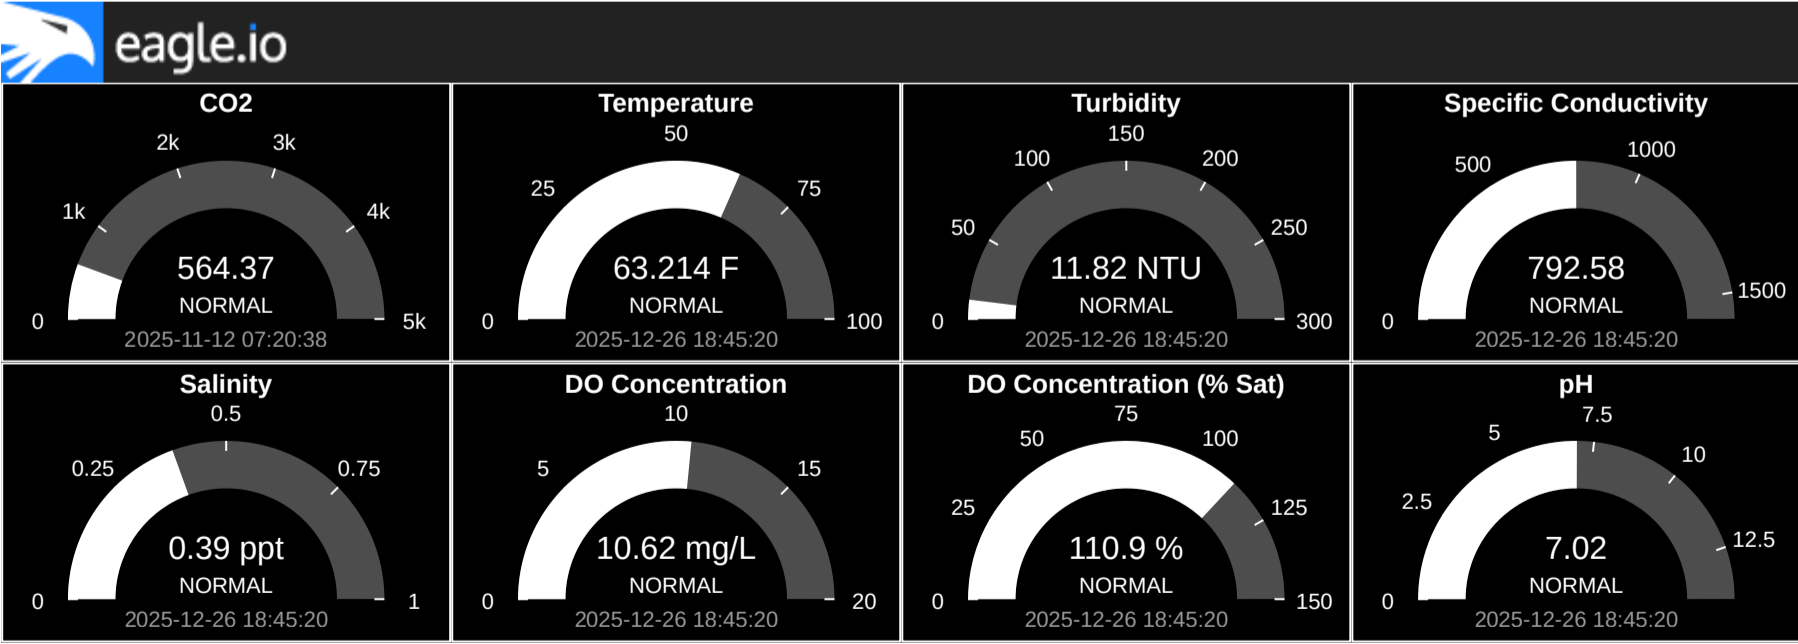 eagle.io
CO2
2k
3k
1k
4k
564.37
NORMAL
0
5k
2025-11-12 07:20:38
Temperature
50
25
75
63.214 F
NORMAL
0
100
2025-12-26 18:45:20
Turbidity
150
100
200
50
250
11.82 NTU
NORMAL
0
300
2025-12-26 18:45:20
Specific Conductivity
1000
500
792.58
1500
NORMAL
0
2025-12-26 18:45:20
Salinity
0.5
0.25
0.75
0.39 ppt
NORMAL
0
1
2025-12-26 18:45:20
DO Concentration
10
5
15
10.62 mg/L
NORMAL
0
20
2025-12-26 18:45:20
DO Concentration (% Sat)
75
50
100
25
125
110.9 %
NORMAL
0
150
2025-12-26 18:45:20
pH
7.5
5
10
2.5
12.5
7.02
NORMAL
0
2025-12-26 18:45:20